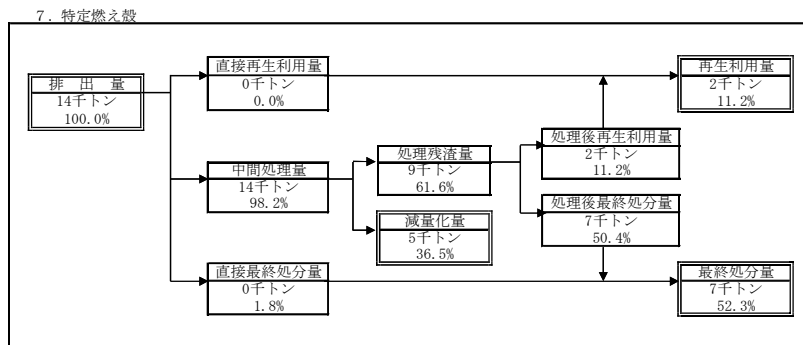 7. 特定燃え殻
排 出 量
14千トン
100.0%
直接再生利用量
0千トン
0.0%
中間処理量
14千トン
98.2%
直接最終処分量
0千トン
1.8%
処理残渣量
9千トン
61.6%
減量化量
5千トン
36.5%
処理後再生利用量
2千トン
11.2%
処理後最終処分量
7千トン
50.4%
再生利用量
2千トン
11.2%
最終処分量
7千トン
52.3%